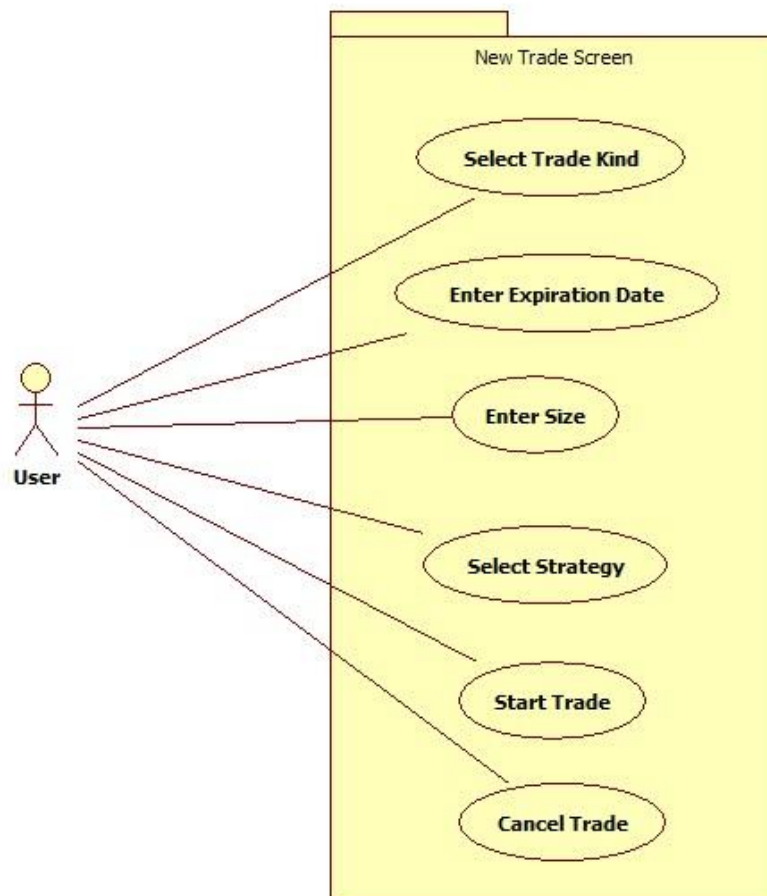 New Trade Screen
Select Trade Kind
Enter Expiration Date
Enter Size
User
Select Strategy
Start Trade
Cancel Trade